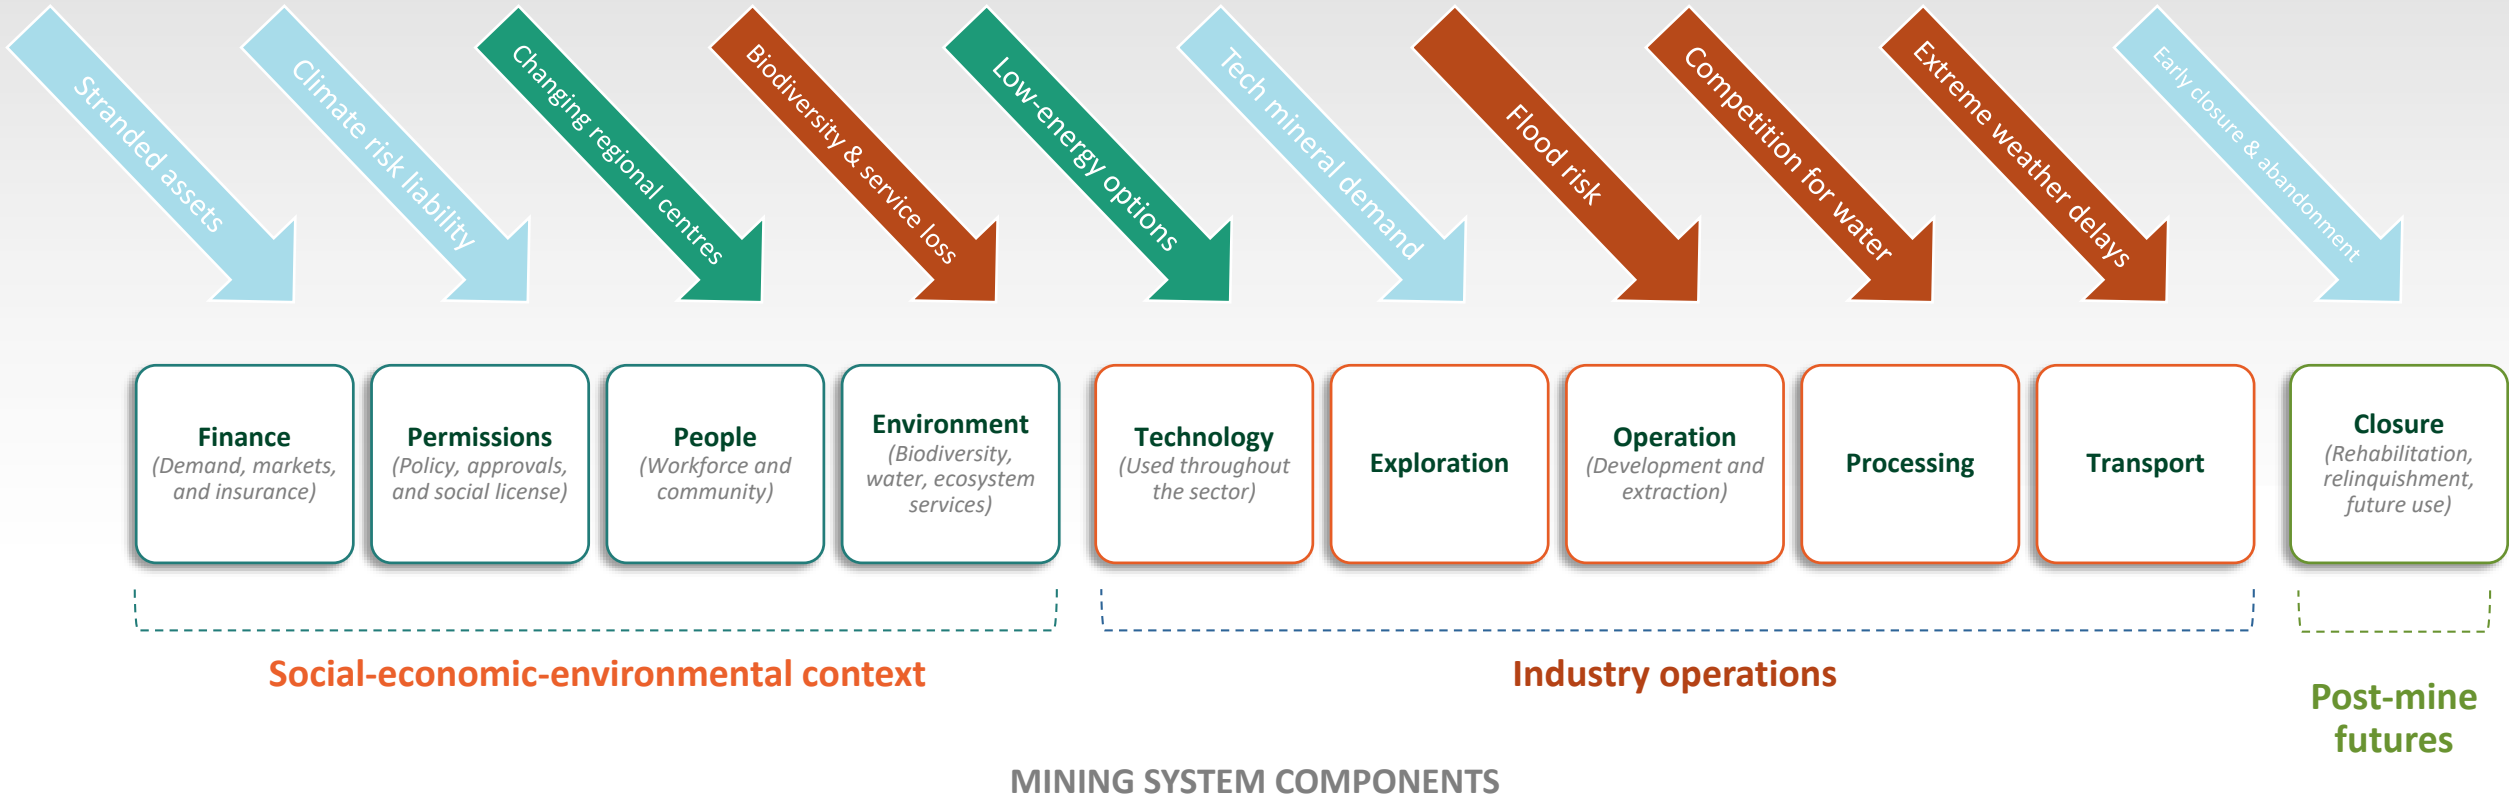 Stranded assets
Climate risk liability
Changing regional centres
Biodiversity & service loss
Low-energy options
Tech mineral demand
Flood risk
Competition for water
Extreme weather delays
Early closure & abandonment
Finance
(Demand, markets,
and insurance)
Permissions
(Policy, approvals,
and social license)
People
(Workforce and
community)
Environment
(Biodiversity,
water, ecosystem
services)
Technology
(Used throughout
the sector)
Exploration
Operation
(Development and
extraction)
Processing
Transport
Closure
(Rehabilitation,
relinquishment,
future use)
Social-economic-environmental context
Industry operations
Post-mine
futures
MINING SYSTEM COMPONENTS